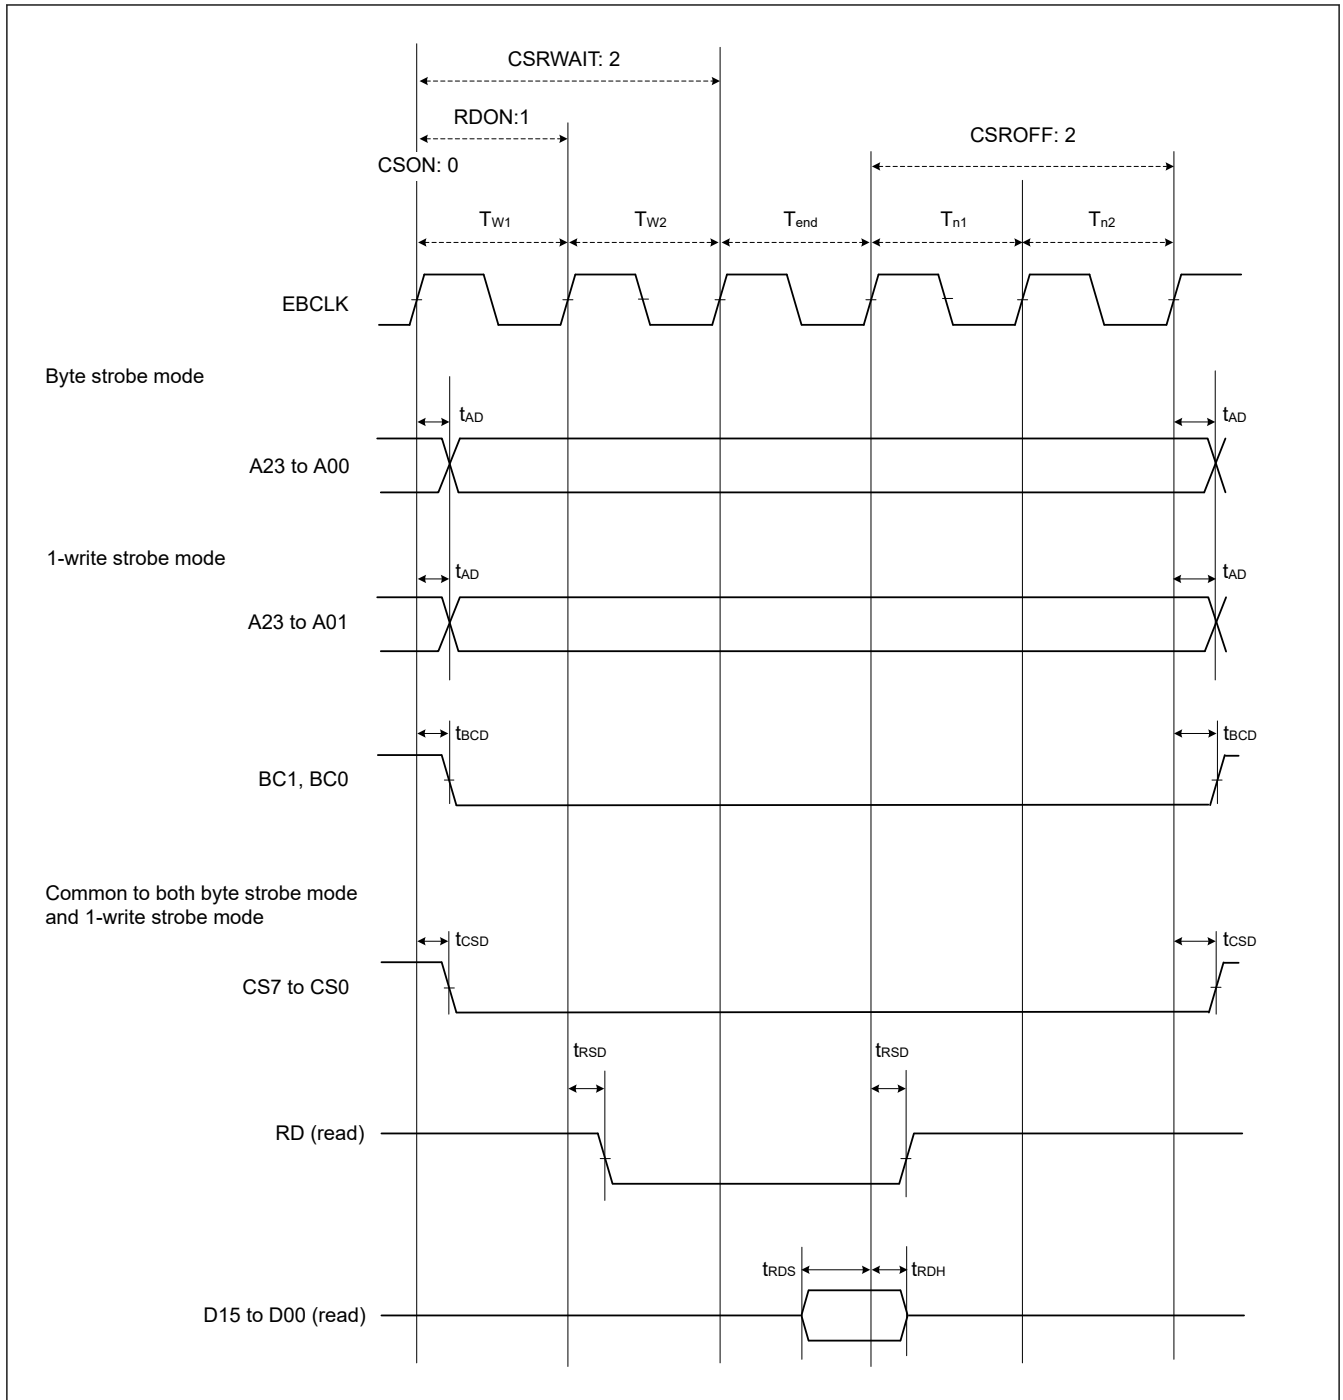 CSRWAIT: 2
RDON:1
CSROFF: 2
CSON: 0
TW1
TW2
Tend
Tn1
Tn2
EBCLK
Byte strobe mode
tAD
tAD
A23 to A00
1-write strobe mode
tAD
tAD
A23 to A01
tBCD
tBCD
BC1, BC0
Common to both byte strobe mode
and 1-write strobe mode
tCSD
tCSD
CS7 to CS0
tRSD
tRSD
RD (read)
tRDS
tRDH
D15 to D00 (read)